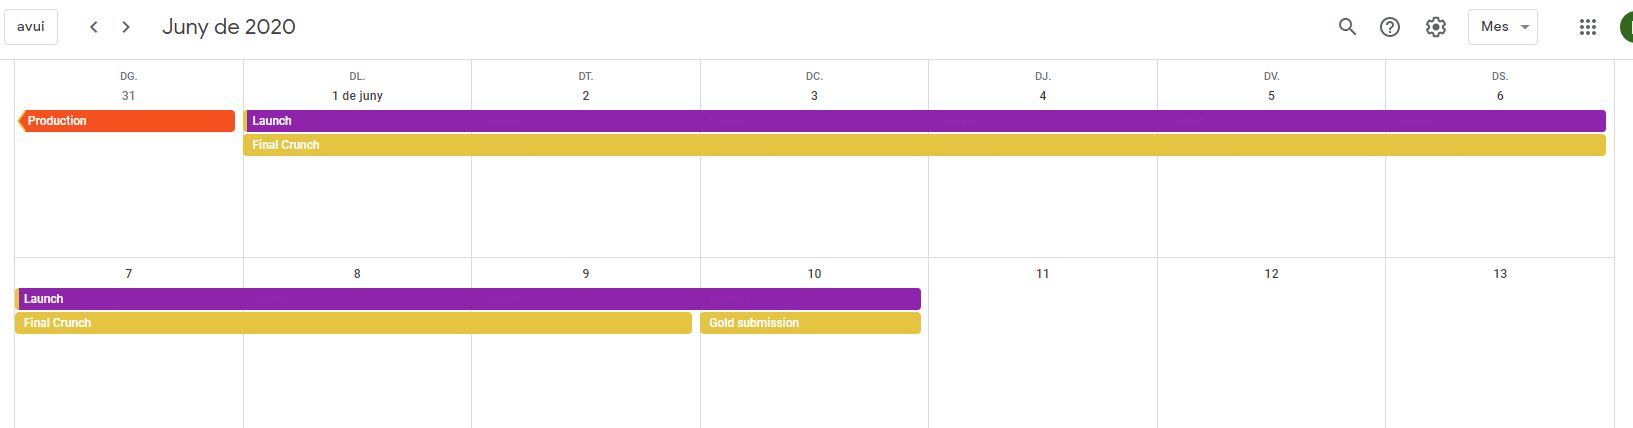 avui Juny de 2020 Mes
DG. DL. DT. DC. DJ. DV. DS.
31 1 de juny 2 3 4 5 6
Production Launch
Final Crunch
7 8 9 10 11 12 13
Launch
Final Crunch Gold submission